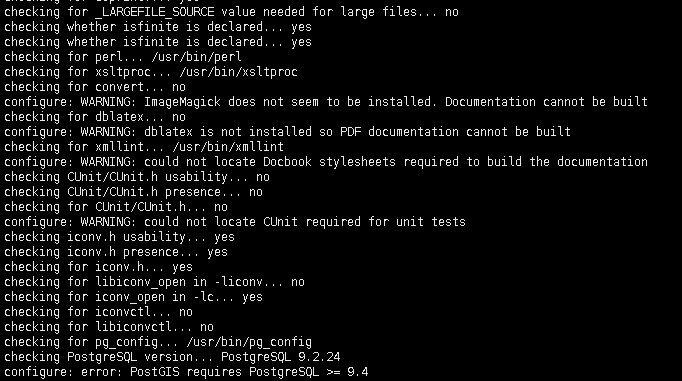 checking for _LARGEFILE_SOURCE value needed for large files... no
checking whether isfinite is declared... yes
checking whether isfinite is declared... yes
checking for perl... /usr/bin/perl
checking for xsltproc... /usr/bin/xsltproc
checking for convert... no
configure: WARNING: ImageMagick does not seem to be installed. Documentation cannot be built
checking for dblatex... no
configure: WARNING: dblatex is not installed so PDF documentation cannot be built
checking for xmllint... /usr/bin/xmllint
configure: WARNING: could not locate Docbook stylesheets required to build the documentation
checking CUnit/CUnit.h usability... no
checking CUnit/CUnit.h presence... no
checking for CUnit/CUnit.h... no
configure: WARNING: could not locate CUnit required for unit tests
checking iconv.h usability... yes
checking iconv.h presence... yes
checking for iconv.h... yes
checking for libiconv_open in -liconv... no
checking for iconv_open in -lc... yes
checking for iconvctl... no
checking for libiconvctl... no
checking for pg_config... /usr/bin/pg_config
checking PostgreSQL version... PostgreSQL 9.2.24
configure: error: PostGIS requires PostgreSQL >= 9.4